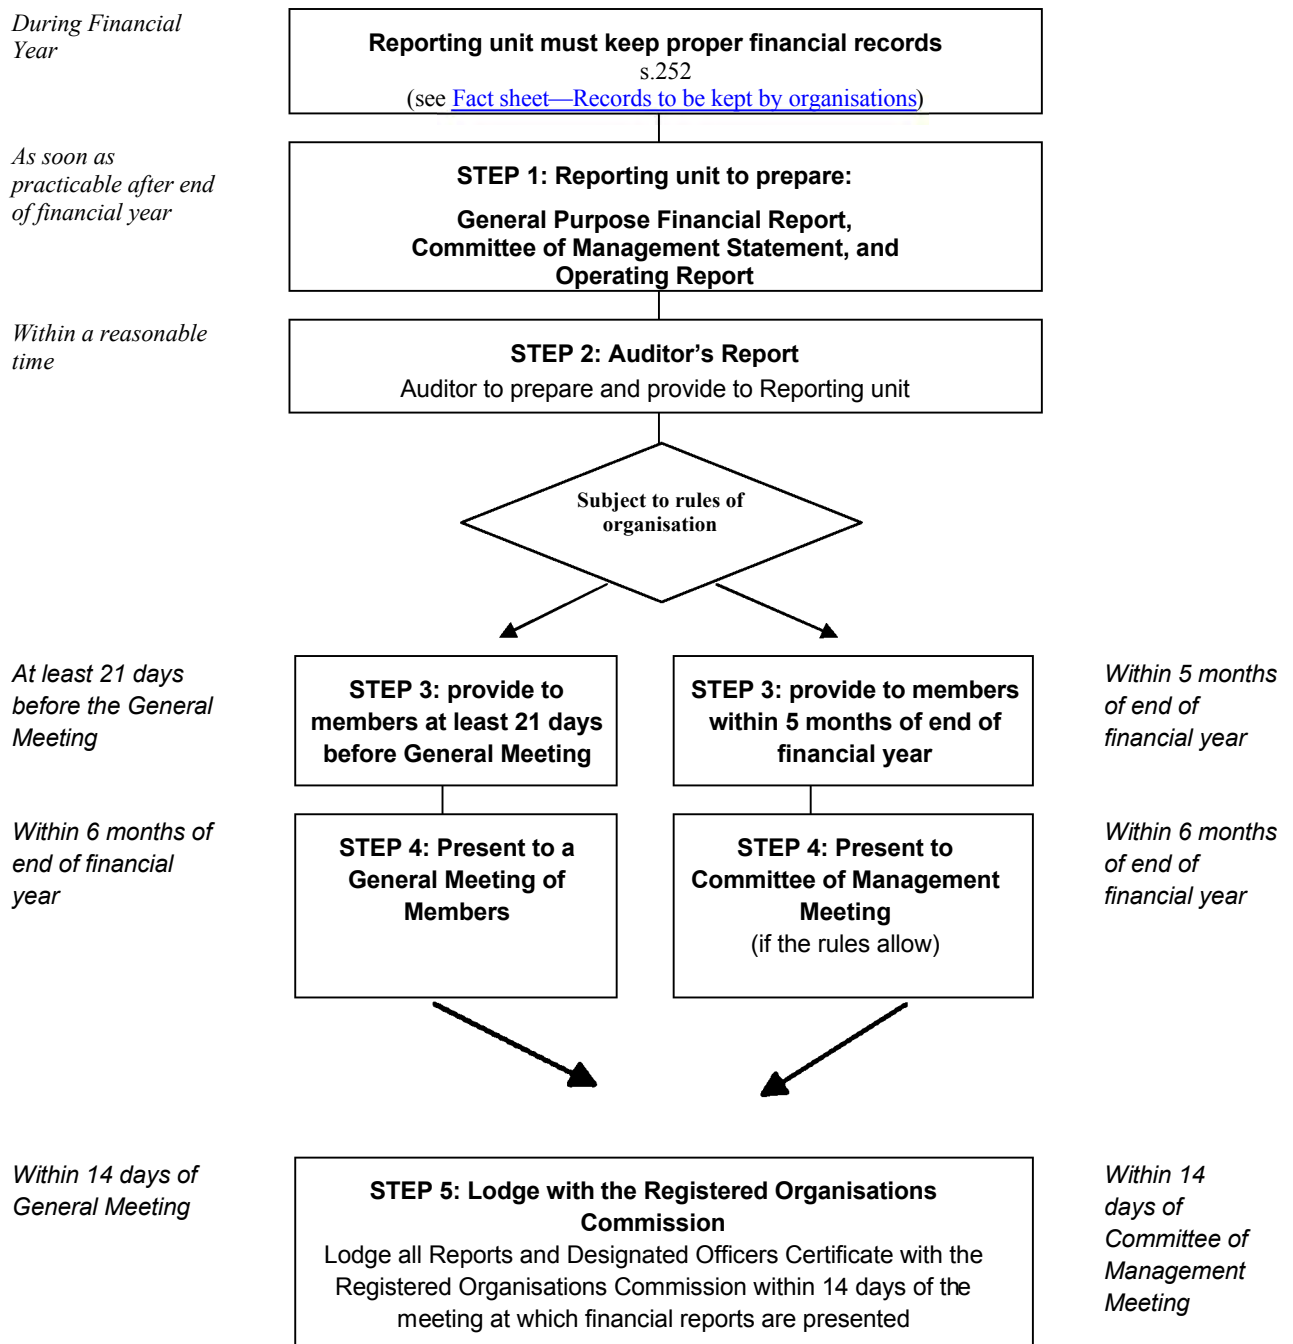 During Financial
Year
Reporting unit must keep proper financial records
s.252
(see Fact sheet—Records to be kept by organisations)
As soon as
practicable after end
of financial year
STEP 1: Reporting unit to prepare:
General Purpose Financial Report,
Committee of Management Statement, and
Operating Report
Within a reasonable
time
STEP 2: Auditor’s Report
Auditor to prepare and provide to Reporting unit
Subject to rules of
organisation
At least 21 days
before the General
Meeting
STEP 3: provide to
members at least 21 days
before General Meeting
STEP 3: provide to members
within 5 months of end of
financial year
Within 5 months
of end of
financial year
Within 6 months of
end of financial
year
STEP 4: Present to a
General Meeting of
Members
STEP 4: Present to
Committee of Management
Meeting
(if the rules allow)
Within 6 months
of end of
financial year
Within 14 days of
General Meeting
STEP 5: Lodge with the Registered Organisations
Commission
Lodge all Reports and Designated Officers Certificate with the
Registered Organisations Commission within 14 days of the
meeting at which financial reports are presented
Within 14
days of
Committee of
Management
Meeting